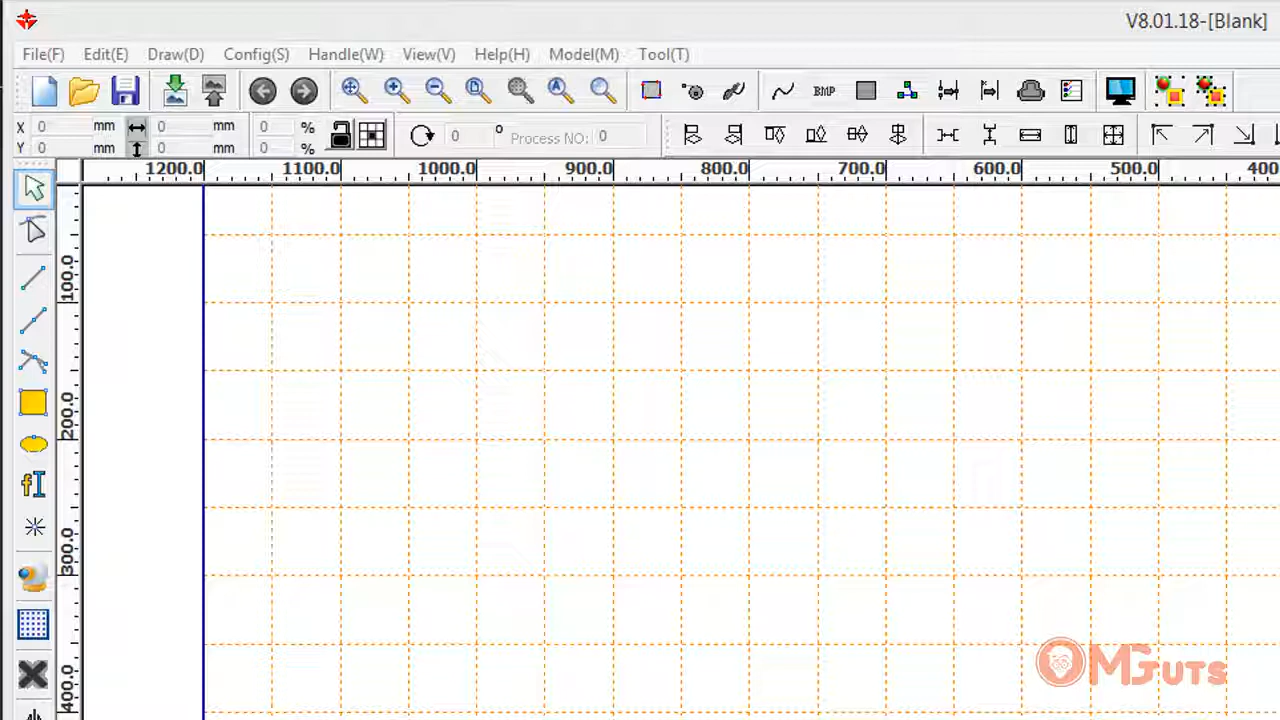 V8.01.18-[Blank]
File(F) Edit(E) Draw(D) Config(S) Handle(W) View(V) Help(H) Model(M) Tool(T)
BMP
X 0 mm 0 mm 0 %
Y 0 mm 0 mm 0 %
0 ° Process NO: 0
1200.0 1100.0 1000.0 900.0 800.0 700.0 600.0 500.0 400
100.0
200.0
300.0
400.0
OMGuts